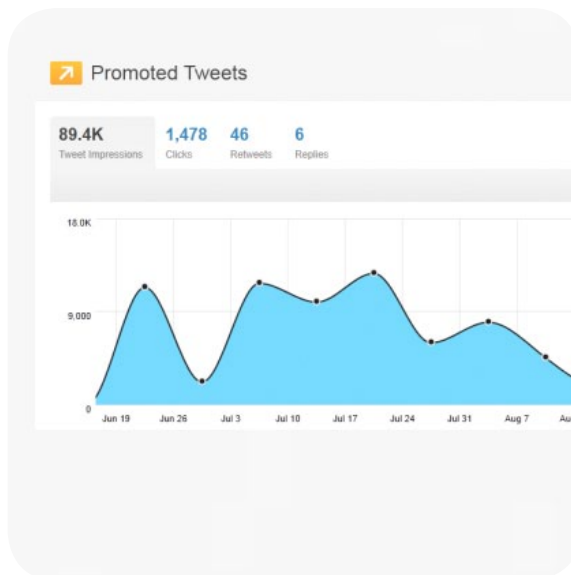 Promoted Tweets
89.4K 1,478 46 6
Tweet Impressions Clicks Retweets Replies
18.0K
9,000
0
Jun 19 Jun 26 Jul 3 Jul 10 Jul 17 Jul 24 Jul 31 Aug 7 Au